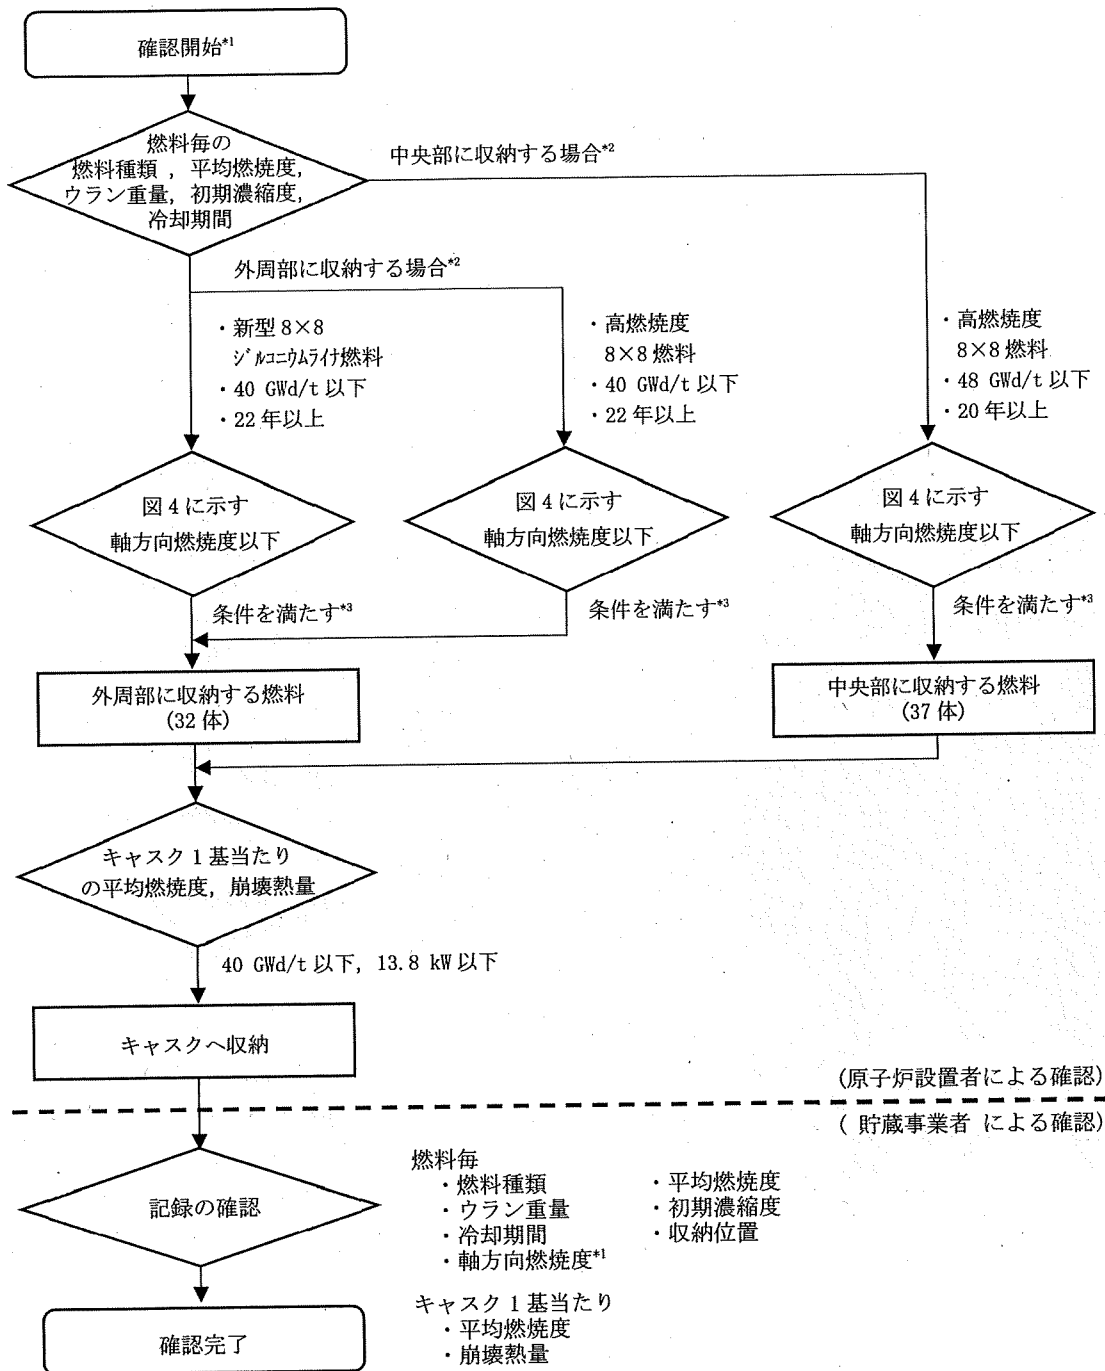 確認開始*1
燃料毎の
燃料種類，平均燃焼度，
ウラン重量，初期濃縮度，
冷却期間
中央部に収納する場合*2
外周部に収納する場合*2
・新型 8×8
ｼﾞﾙｺﾆｳﾑﾗｲﾅ燃料
・40 GWd/t 以下
・22 年以上
・高燃焼度
8×8 燃料
・40 GWd/t 以下
・22 年以上
・高燃焼度
8×8 燃料
・48 GWd/t 以下
・20 年以上
図 4 に示す
軸方向燃焼度以下
図 4 に示す
軸方向燃焼度以下
図 4 に示す
軸方向燃焼度以下
条件を満たす*3
条件を満たす*3
条件を満たす*3
外周部に収納する燃料
(32 体)
中央部に収納する燃料
(37 体)
キャスク 1 基当たり
の平均燃焼度，崩壊熱量
40 GWd/t 以下，13.8 kW 以下
キャスクへ収納
(原子炉設置者による確認)
( 貯蔵事業者 による確認)
記録の確認
燃料毎
・燃料種類
・平均燃焼度
・ウラン重量
・初期濃縮度
・冷却期間
・収納位置
・軸方向燃焼度*1
キャスク 1 基当たり
・平均燃焼度
・崩壊熱量
確認完了